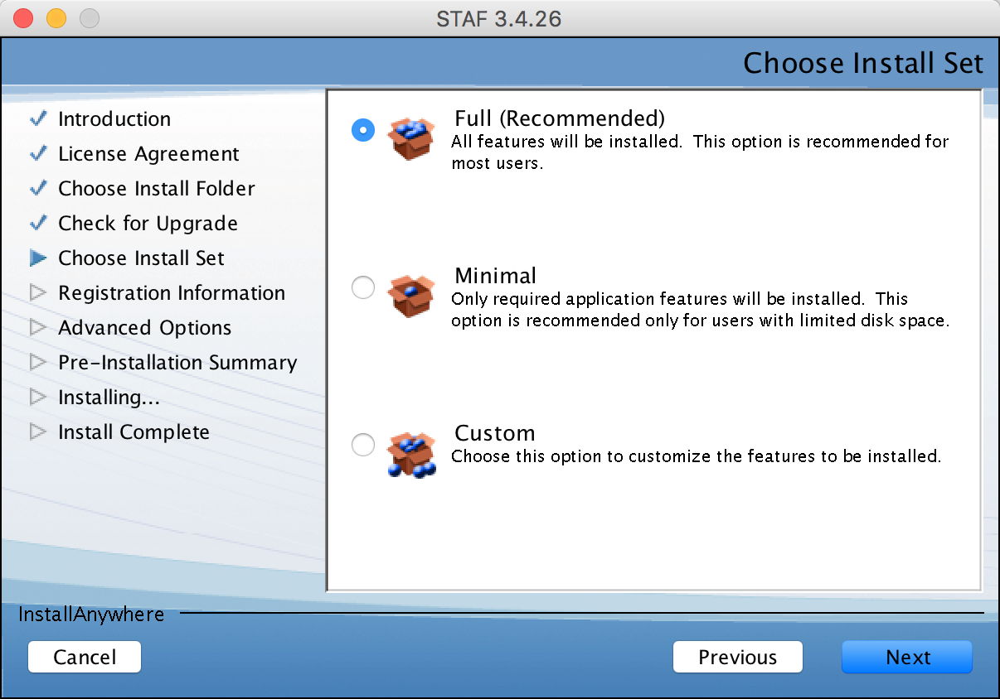 STAF 3.4.26
Choose Install Set
Introduction
License Agreement
Choose Install Folder
Check for Upgrade
Choose Install Set
Registration Information
Advanced Options
Pre-Installation Summary
Installing...
Install Complete
Full (Recommended)
All features will be installed.  This option is recommended for
most users.
Minimal
Only required application features will be installed.  This
option is recommended only for users with limited disk space.
Custom
Choose this option to customize the features to be installed.
InstallAnywhere
Cancel
Previous
Next